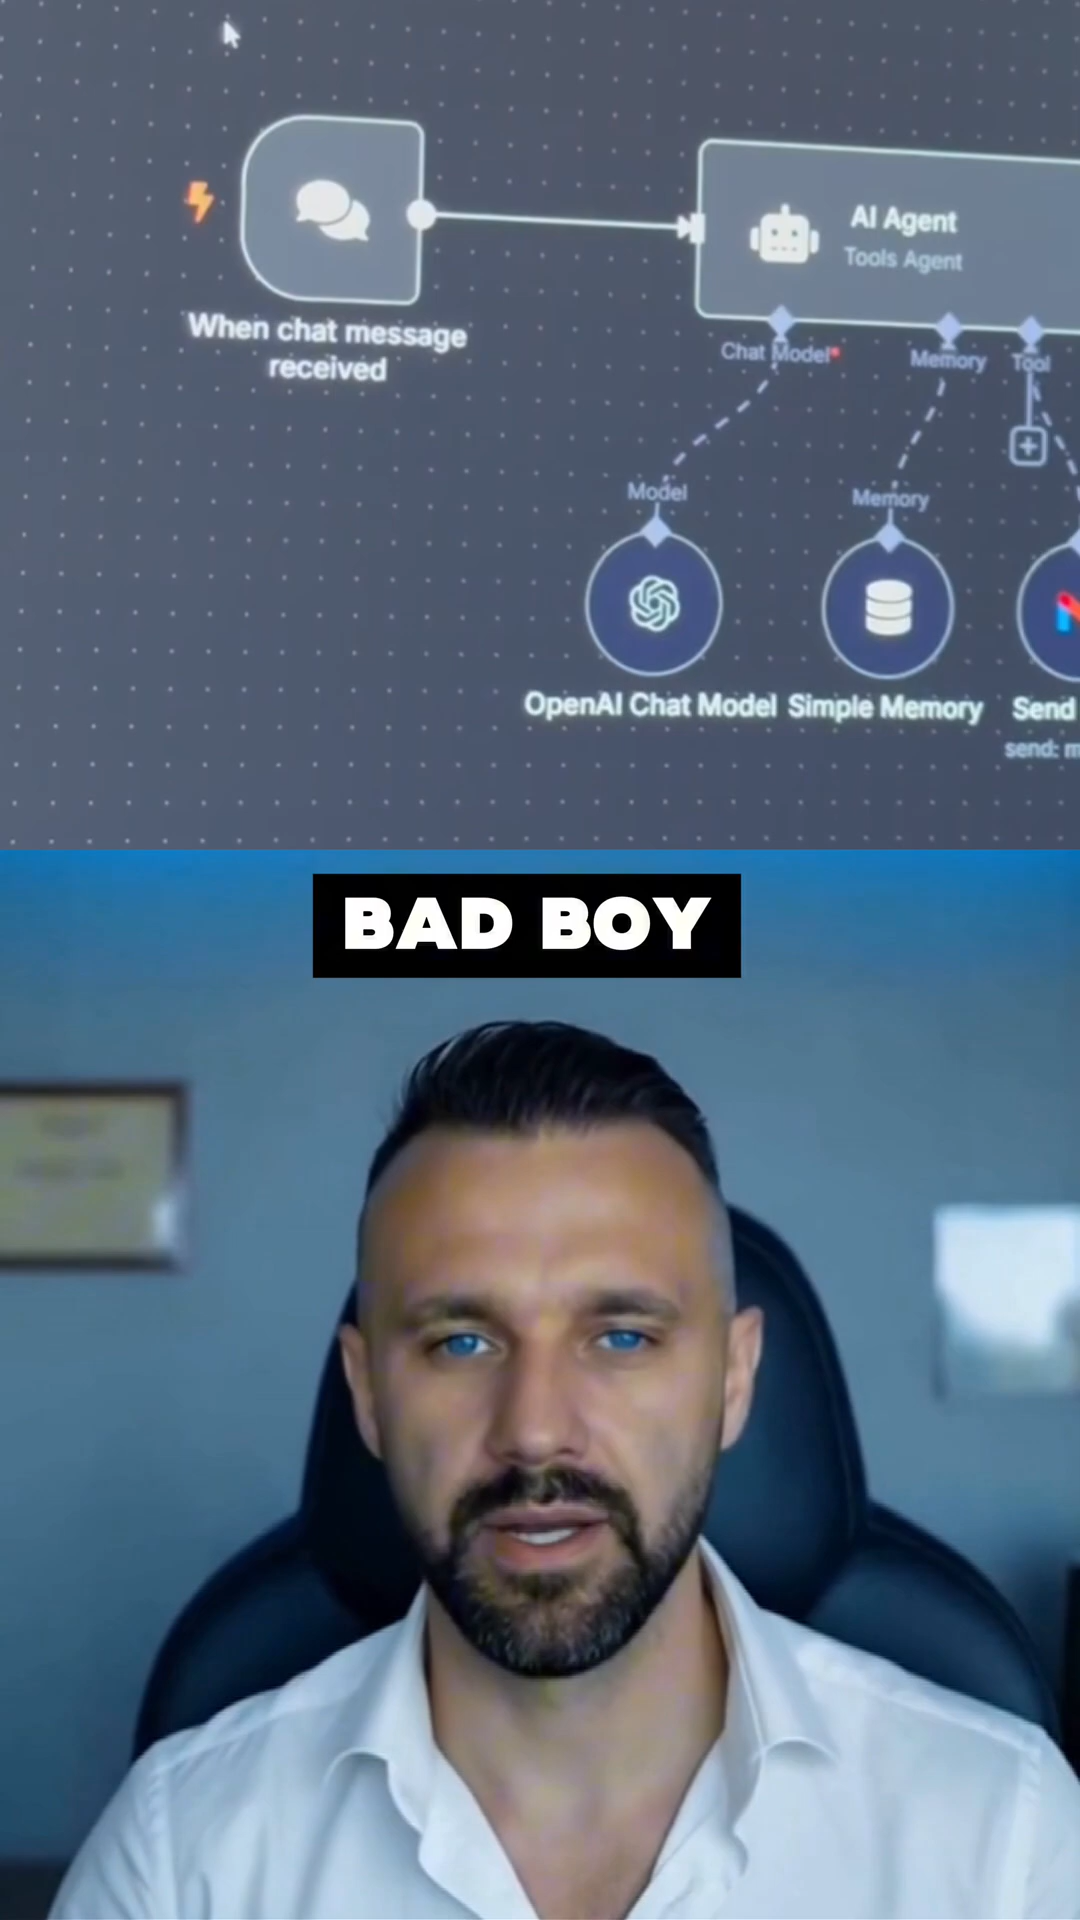 AI Agent
Tools Agent
When chat message
received
Chat Model*
Memory
Tool
Model
Memory
OpenAI Chat Model
Simple Memory
Send
send: m
BAD BOY